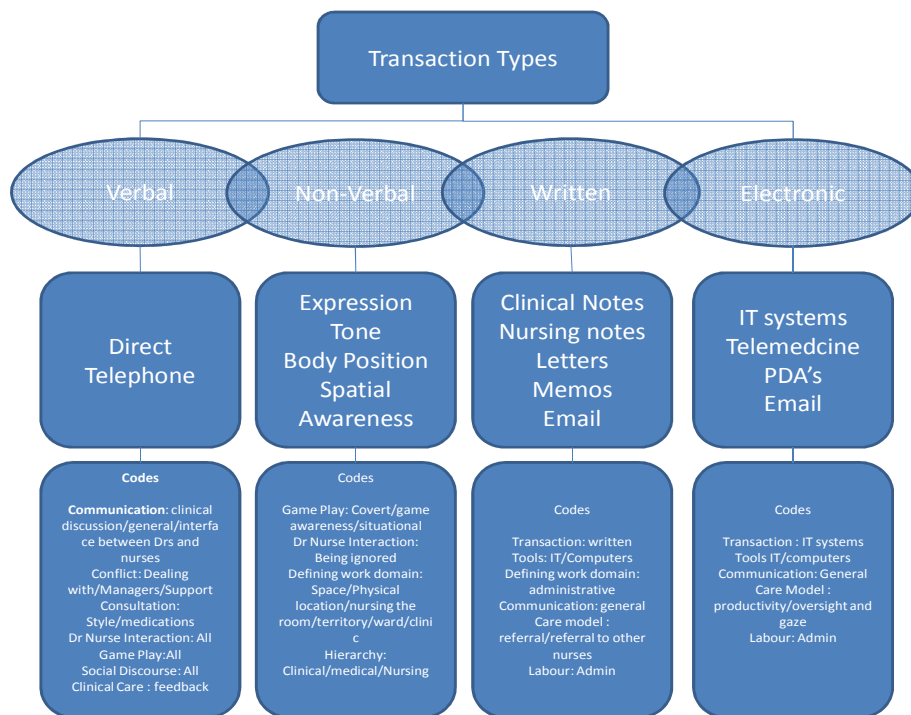 Transaction Types
Verbal
Non-Verbal
Written
Electronic
Direct
Telephone
Expression
Tone
Body Position
Spatial
Awareness
Clinical Notes
Nursing notes
Letters
Memos
Email
IT systems
Telemedcine
PDA's
Email
Codes
Communication: clinical
discussion/general/interfa
ce between Drs and
nurses
Conflict: Dealing
with/Managers/Support
Consultation:
Style/medications
Dr Nurse Interaction: All
Game Play:All
Social Discourse: All
Clinical Care : feedback
Codes
Game Play: Covert/game
awareness/situational
Dr Nurse Interaction:
Being ignored
Defining work domain:
Space/Physical
location/nursing the
room/territory/ward/clini
c
Hierarchy:
Clinical/medical/Nursing
Codes
Transaction: written
Tools: IT/Computers
Defining work domain:
administrative
Communication: general
Care model :
referral/referral to other
nurses
Labour: Admin
Codes
Transaction : IT systems
Tools IT/computers
Communication: General
Care Model :
productivity/oversight and
gaze
Labour: Admin